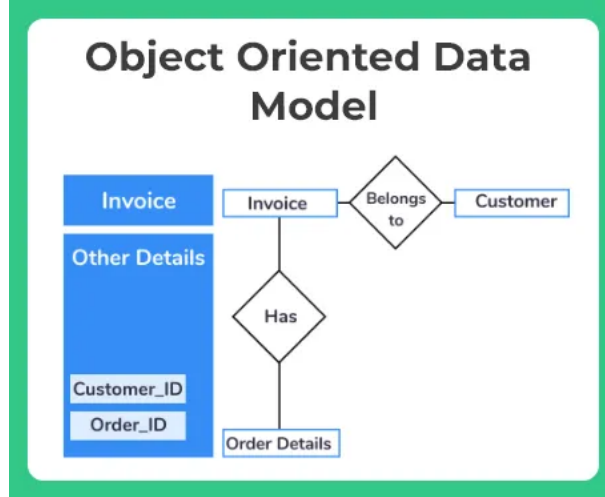 Object Oriented Data
Model
Invoice
Other Details
Customer_ID
Order_ID
Invoice
Belongs
to
Customer
Has
Order Details